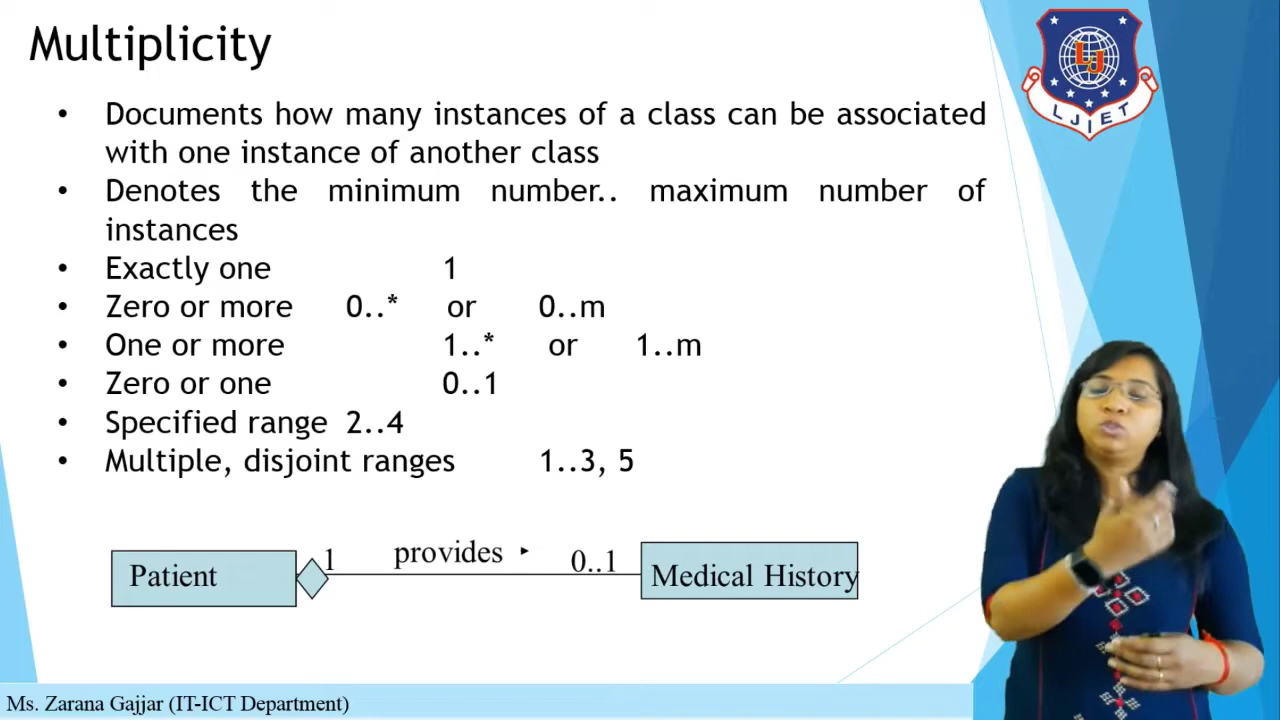 Multiplicity
LJ
LJIET
• Documents how many instances of a class can be associated
with one instance of another class
• Denotes the minimum number.. maximum number of
instances
• Exactly one 1
• Zero or more 0..* or 0..m
• One or more 1..* or 1..m
• Zero or one 0..1
• Specified range 2..4
• Multiple, disjoint ranges 1..3, 5
Patient 1 provides ▸ 0..1 Medical History
Ms. Zarana Gajjar (IT-ICT Department)